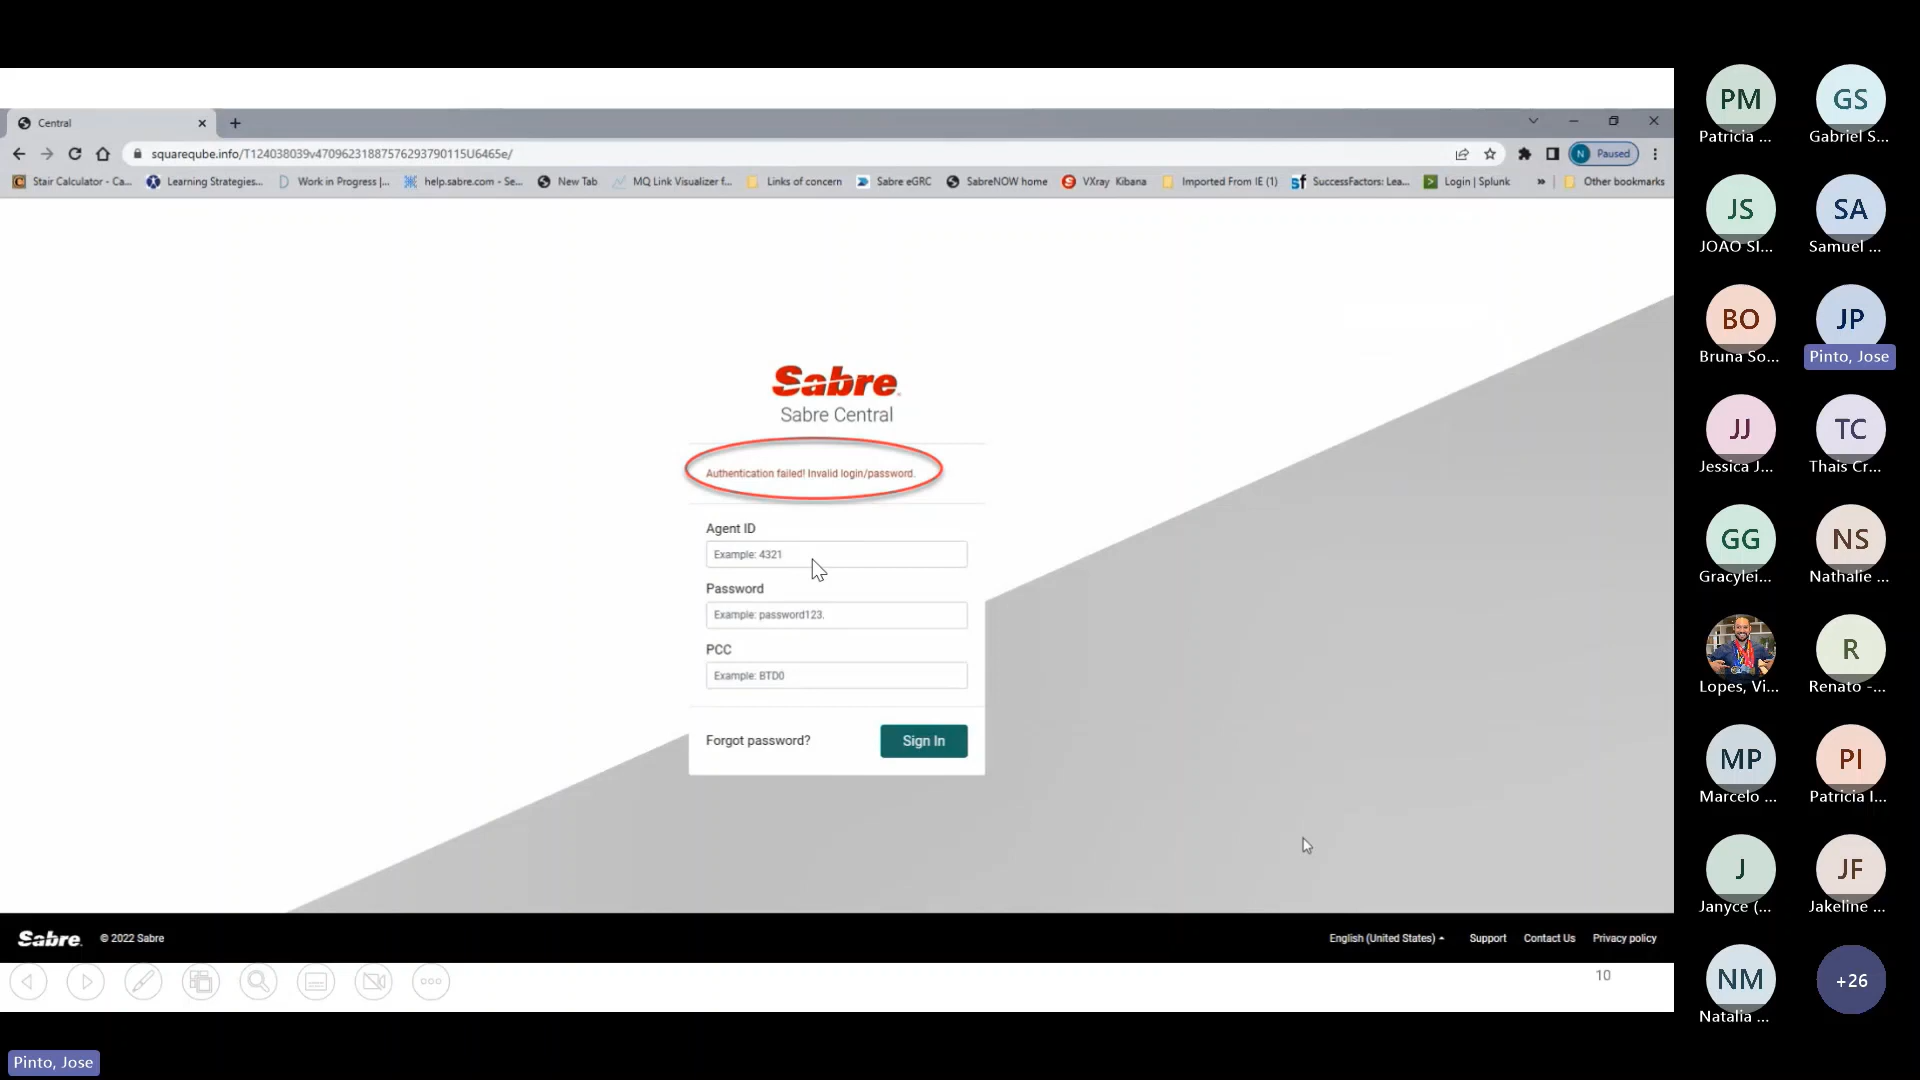 Central
squareqube.info/T124038039v47096231887576293790115U6465e/
N Paused
Stair Calculator - Ca...
Learning Strategies...
Work in Progress |...
help.sabre.com - Se...
New Tab
MQ Link Visualizer f...
Links of concern
Sabre eGRC
SabreNOW home
VXray Kibana
Imported From IE (1)
SuccessFactors: Lea...
Login | Splunk
»
Other bookmarks
Sabre
Sabre Central
Authentication failed! Invalid login/password.
Agent ID
Example: 4321
Password
Example: password123.
PCC
Example: BTD0
Forgot password?
Sign In
Sabre
© 2022 Sabre
English (United States)
Support
Contact Us
Privacy policy
10
Pinto, Jose
PM
Patricia ...
GS
Gabriel S...
JS
JOAO SI...
SA
Samuel ...
BO
Bruna So...
JP
Pinto, Jose
JJ
Jessica J...
TC
Thais Cr...
GG
Gracylei...
NS
Nathalie ...
Lopes, Vi...
R
Renato -...
MP
Marcelo ...
PI
Patricia I...
J
Janyce (...
JF
Jakeline ...
NM
Natalia ...
+26